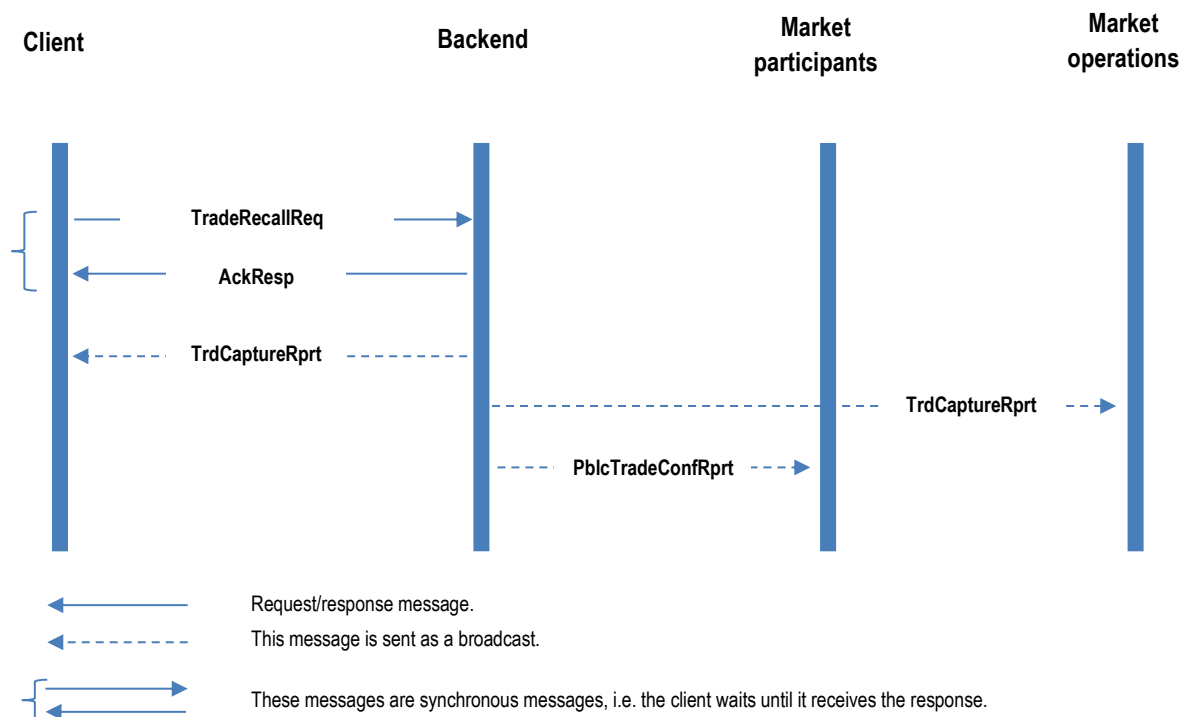 Client
Backend
Market
participants
Market
operations
TradeRecallReq
AckResp
TrdCaptureRprt
TrdCaptureRprt
PblcTradeConfRprt
Request/response message.
This message is sent as a broadcast.
These messages are synchronous messages, i.e. the client waits until it receives the response.